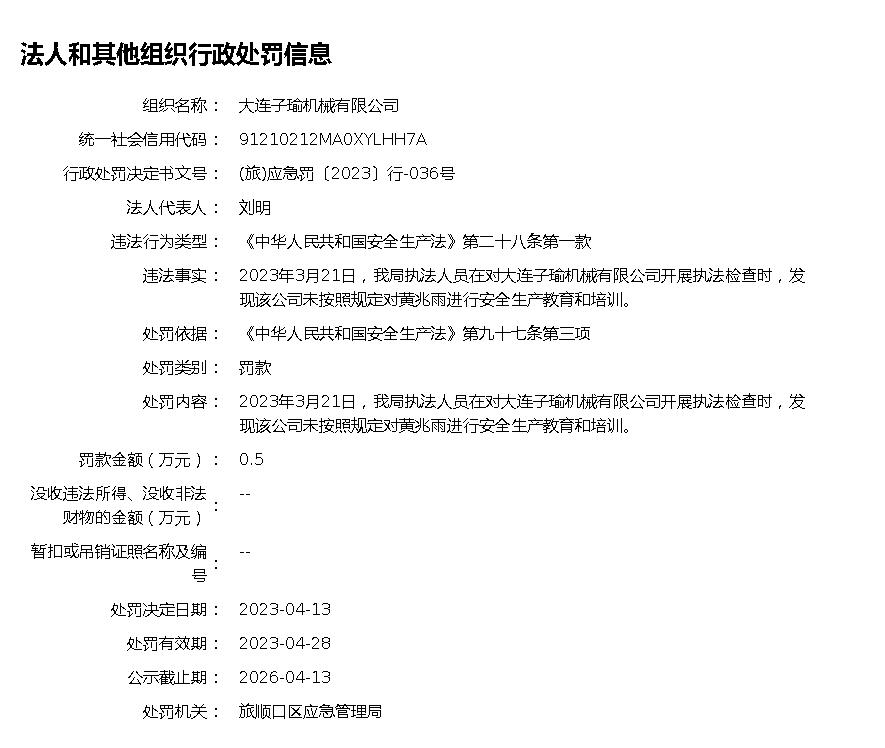 法人和其他组织行政处罚信息
组织名称： 大连子瑜机械有限公司
统一社会信用代码： 91210212MA0XYLHH7A
行政处罚决定书文号： (旅)应急罚〔2023〕行-036号
法人代表人： 刘明
违法行为类型： 《中华人民共和国安全生产法》第二十八条第一款
违法事实： 2023年3月21日，我局执法人员在对大连子瑜机械有限公司开展执法检查时，发
现该公司未按照规定对黄兆雨进行安全生产教育和培训。
处罚依据： 《中华人民共和国安全生产法》第九十七条第三项
处罚类别： 罚款
处罚内容： 2023年3月21日，我局执法人员在对大连子瑜机械有限公司开展执法检查时，发
现该公司未按照规定对黄兆雨进行安全生产教育和培训。
罚款金额（万元）： 0.5
没收违法所得、没收非法
财物的金额（万元）： --
暂扣或吊销证照名称及编
号： --
处罚决定日期： 2023-04-13
处罚有效期： 2023-04-28
公示截止期： 2026-04-13
处罚机关： 旅顺口区应急管理局